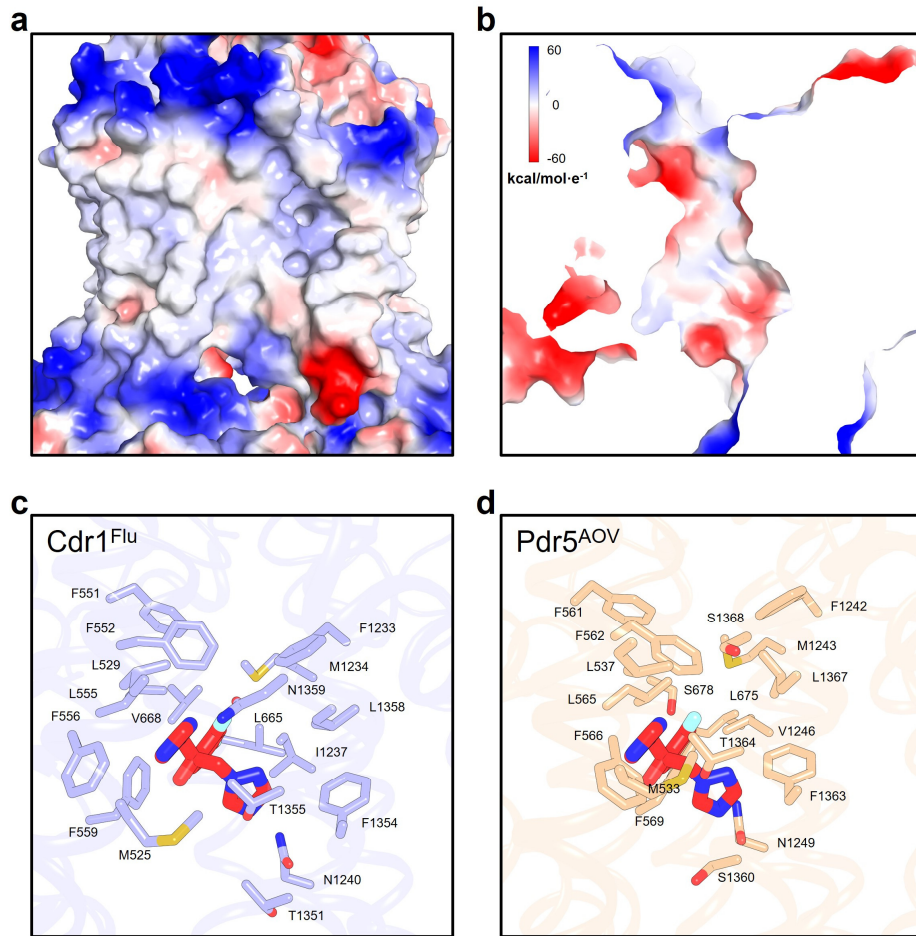 a
b
60
0
-60
kcal/mol·e⁻¹
c
Cdr1ᶠˡᵘ
F551
F552
L529
L555
F556
V668
F559
M525
F1233
M1234
N1359
L665
L1358
I1237
T1355
F1354
N1240
T1351
d
Pdr5ᴬᴼⱽ
F561
F562
L537
L565
F566
S678
M533
F569
S1368
F1242
M1243
L1367
L675
V1246
T1364
F1363
N1249
S1360